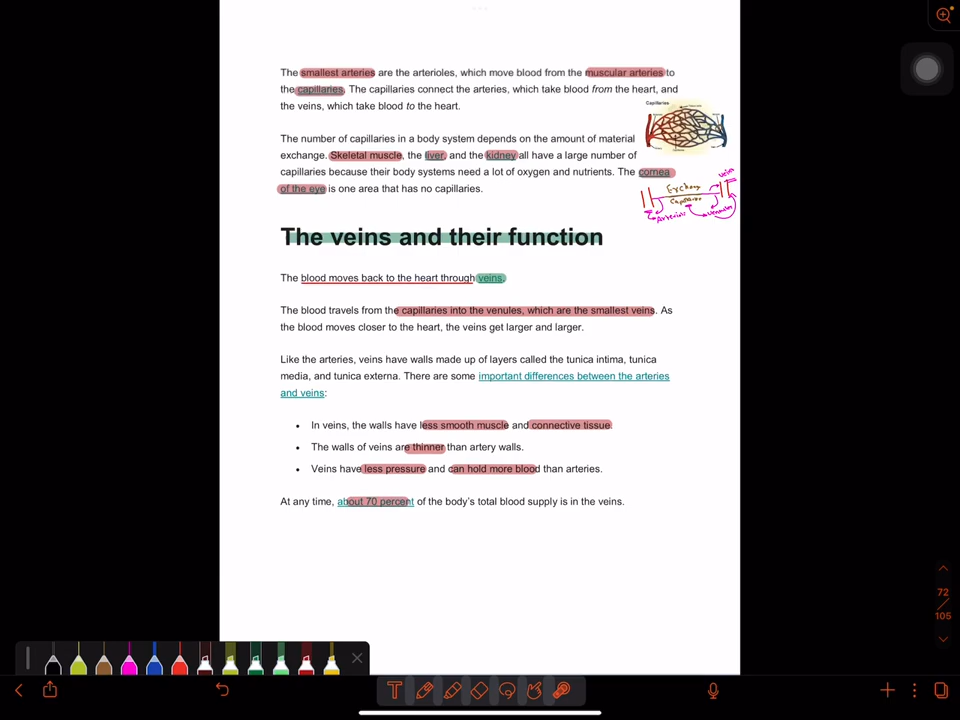 The smallest arteries are the arterioles, which move blood from the muscular arteries to
the capillaries. The capillaries connect the arteries, which take blood from the heart, and
the veins, which take blood to the heart.
Capillaries
The number of capillaries in a body system depends on the amount of material
exchange. Skeletal muscle, the liver, and the kidney all have a large number of
capillaries because their body systems need a lot of oxygen and nutrients. The cornea
of the eye is one area that has no capillaries.
vein
Capillaries
The veins and their function
The blood moves back to the heart through veins.
The blood travels from the capillaries into the venules, which are the smallest veins. As
the blood moves closer to the heart, the veins get larger and larger.
Like the arteries, veins have walls made up of layers called the tunica intima, tunica
media, and tunica externa. There are some important differences between the arteries
and veins:
• In veins, the walls have less smooth muscle and connective tissue.
• The walls of veins are thinner than artery walls.
• Veins have less pressure and can hold more blood than arteries.
At any time, about 70 percent of the body's total blood supply is in the veins.
72
105
T